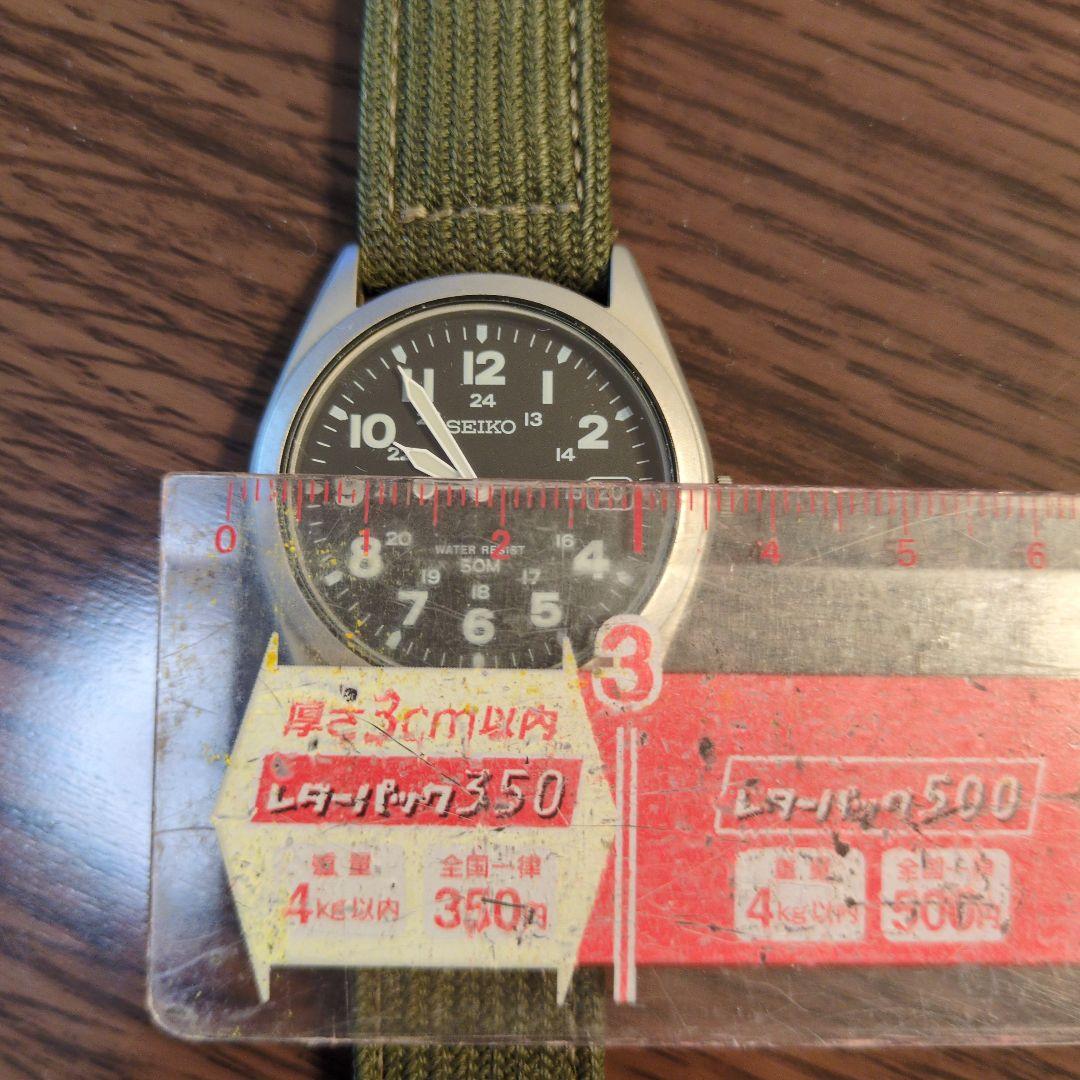 12
11 1
24
SEIKO 13
10 2
22 14
20
0 1 2 4 5 6
8 20 16 4
WATER RESIST
50M
19 17
18
7 5
6
3
厚さ3cm以内
レターパック350
レターパック500
重量
4kg以内
全国一律
350円
重量
4kg以内
全国一律
500円